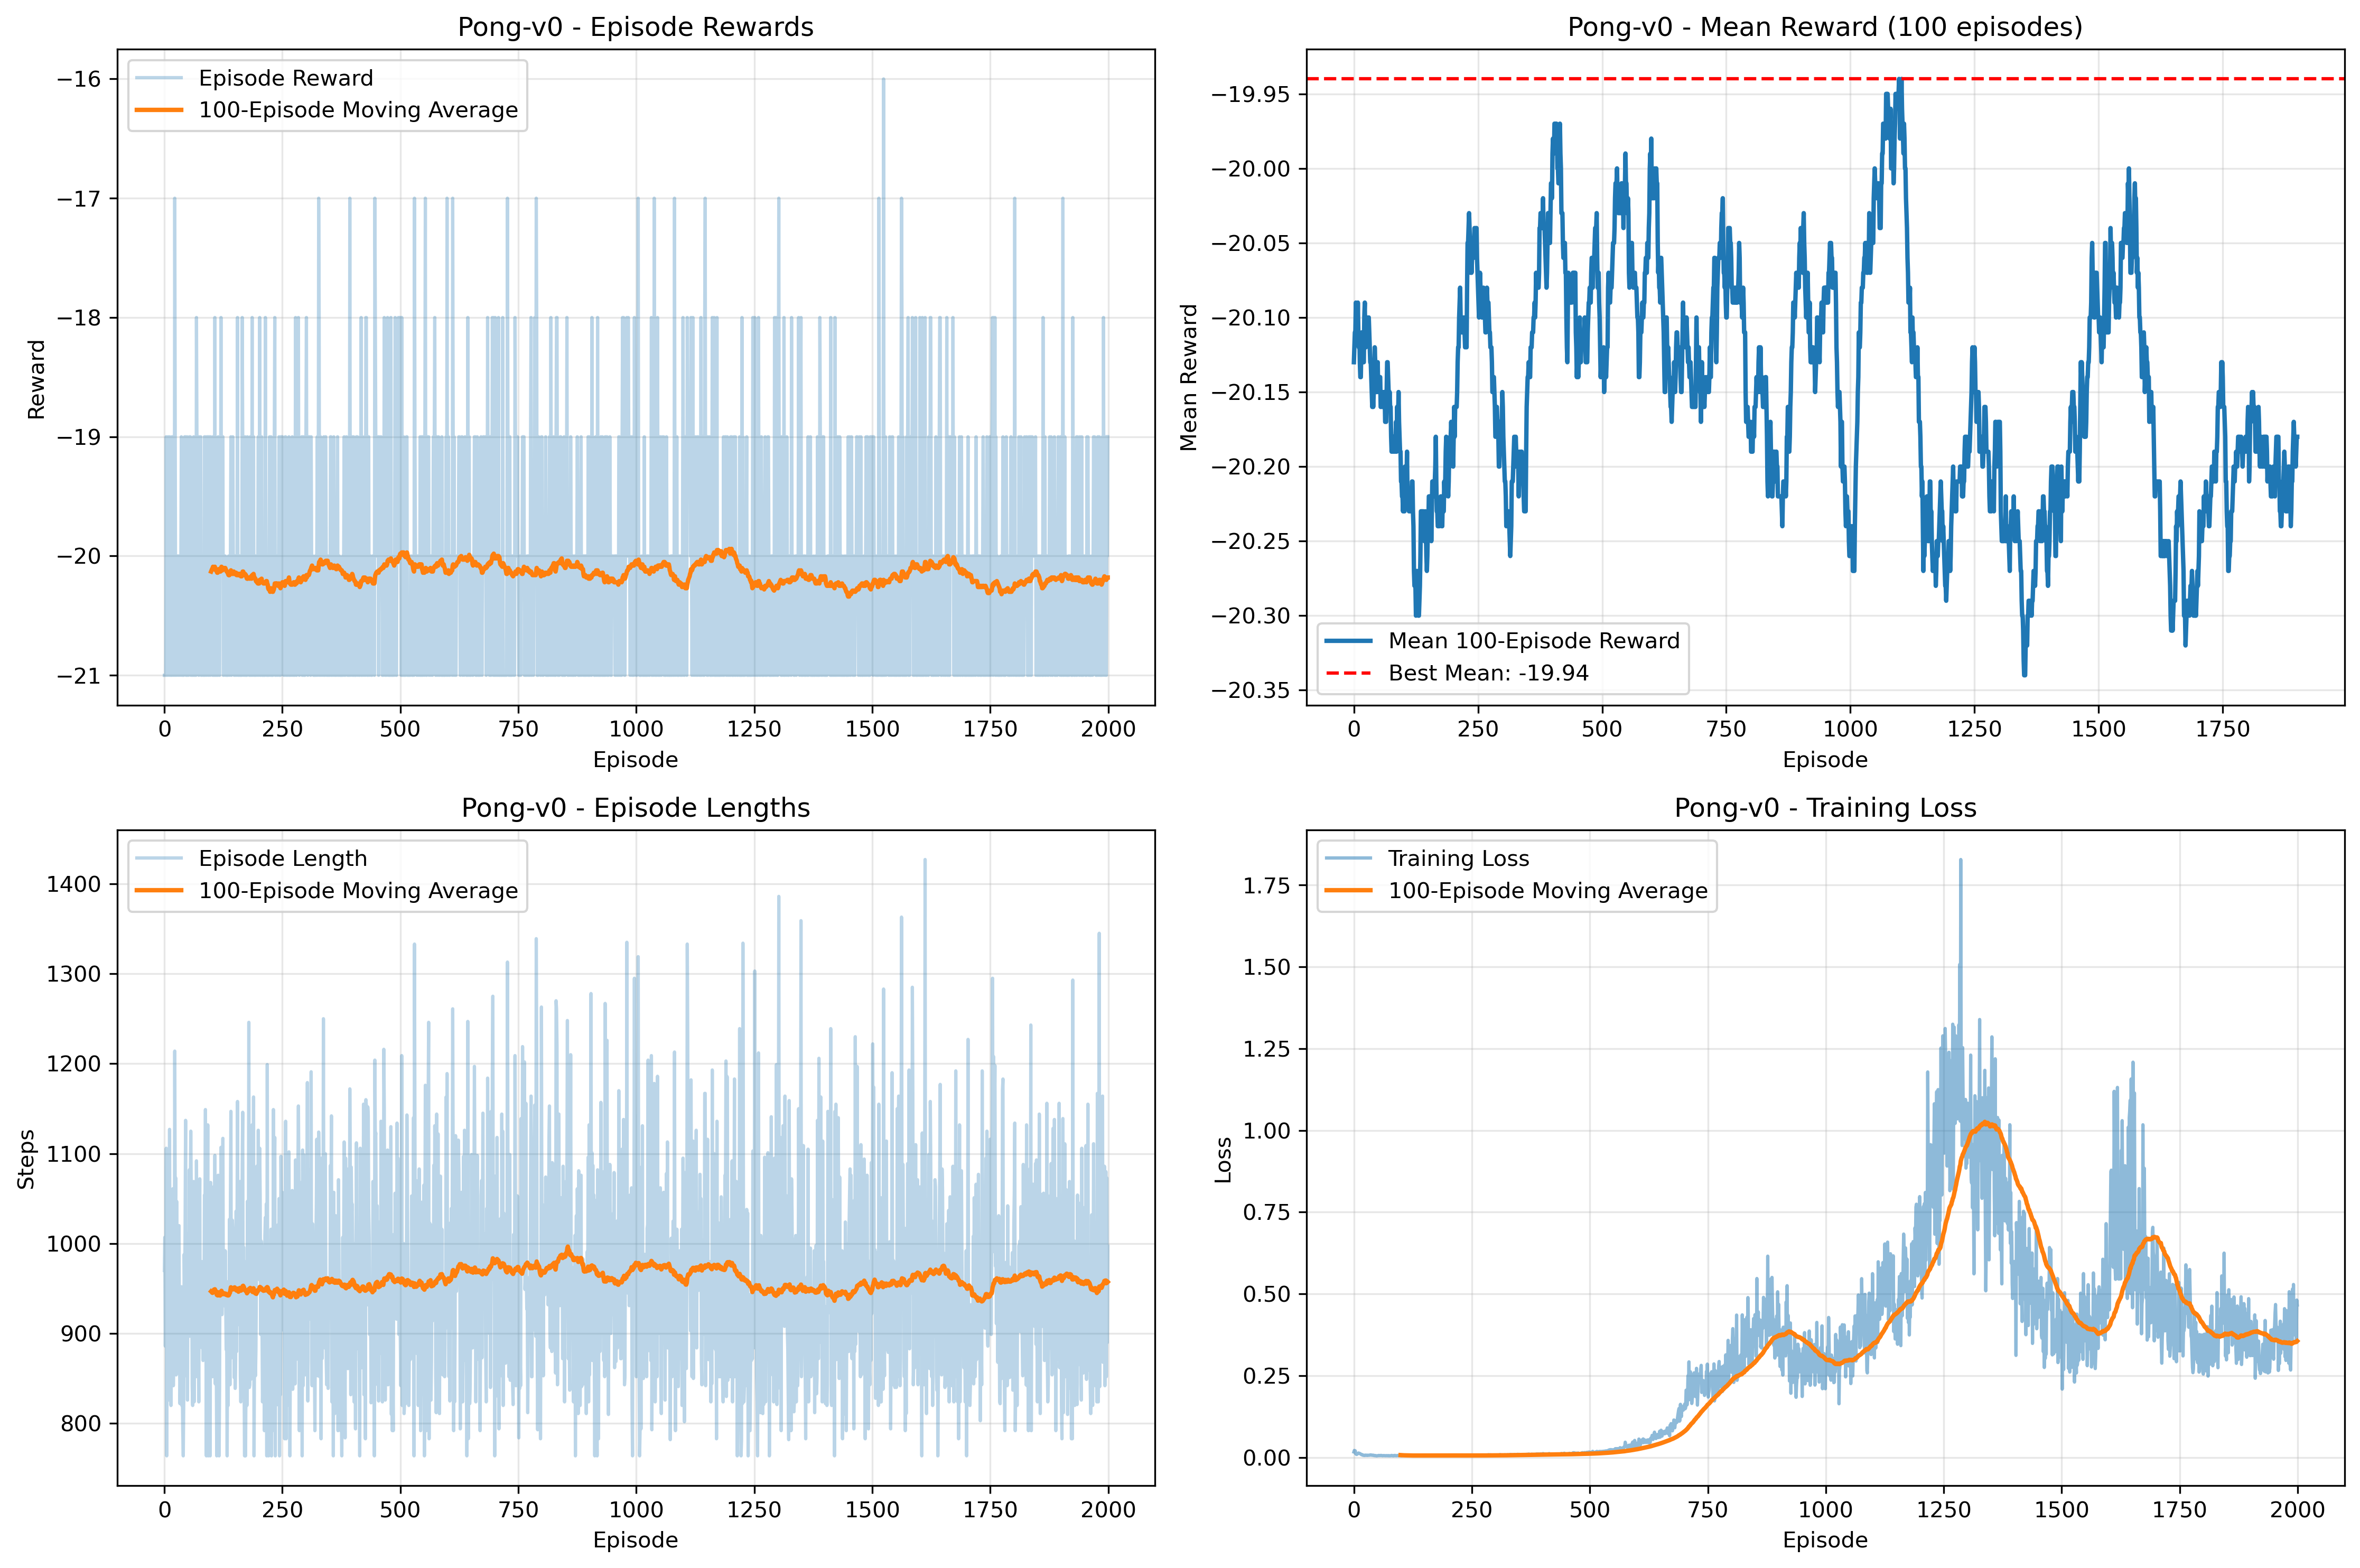 Pong-v0 - Episode Rewards
Episode Reward
100-Episode Moving Average
Reward
−16
−17
−18
−19
−20
−21
0 250 500 750 1000 1250 1500 1750 2000
Episode
Pong-v0 - Mean Reward (100 episodes)
Mean Reward
−19.95
−20.00
−20.05
−20.10
−20.15
−20.20
−20.25
−20.30
−20.35
Mean 100-Episode Reward
Best Mean: -19.94
0 250 500 750 1000 1250 1500 1750
Episode
Pong-v0 - Episode Lengths
Episode Length
100-Episode Moving Average
Steps
1400
1300
1200
1100
1000
900
800
0 250 500 750 1000 1250 1500 1750 2000
Episode
Pong-v0 - Training Loss
Training Loss
100-Episode Moving Average
Loss
1.75
1.50
1.25
1.00
0.75
0.50
0.25
0.00
0 250 500 750 1000 1250 1500 1750 2000
Episode